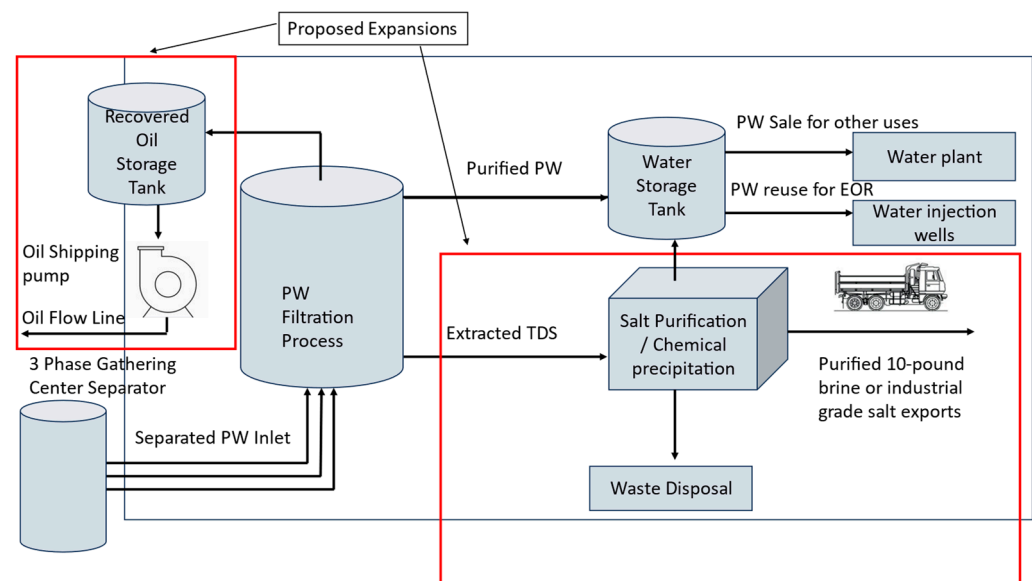 Proposed Expansions
Recovered
Oil
Storage
Tank
Oil Shipping
pump
Oil Flow Line
3 Phase Gathering
Center Separator
Separated PW Inlet
PW
Filtration
Process
Purified PW
Extracted TDS
Water
Storage
Tank
PW Sale for other uses
Water plant
PW reuse for EOR
Water injection
wells
Salt Purification
/ Chemical
precipitation
Purified 10-pound
brine or industrial
grade salt exports
Waste Disposal